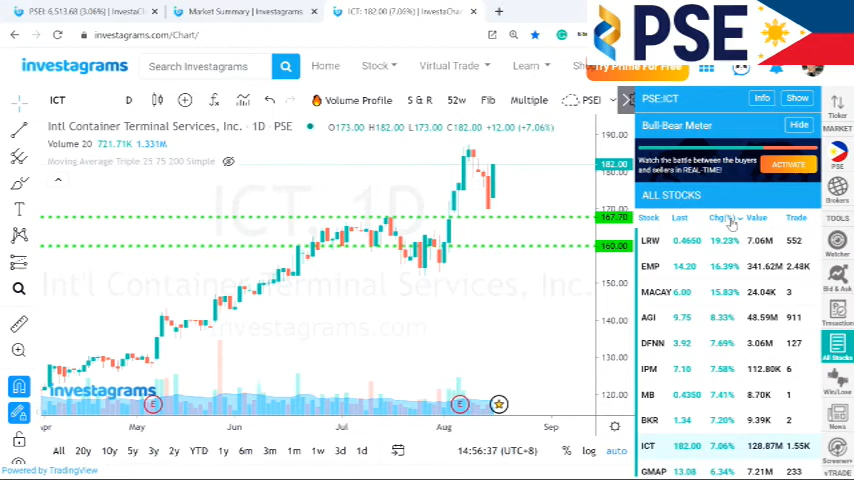 PSEi: 6,513.68 (3.06%) | InvestaCl
Market Summary | Investagrams
ICT: 182.00 (7.06%) | InvestaChar
investagrams.com/Chart/
PSE
investagrams
Search Investagrams
Home
Stock
Virtual Trade
Learn
Try Prime For Free
ICT
D
Volume Profile
S & R
52w
Fib
Multiple
PSEI
Intl Container Terminal Services, Inc. · 1D · PSE
O173.00 H182.00 L173.00 C182.00 +12.00 (+7.06%)
Volume 20 721.71K 1.331M
Moving Average Triple 25 75 200 Simple
ICT, 1D
Int'l Container Terminal Services, Inc.
investagrams.com
investagrams
190.00
182.00
180.00
170.00
167.70
160.00
150.00
140.00
130.00
120.00
E
E
May
Jun
Jul
Aug
Sep
All
80y
10y
5y
3y
2y
YTD
1y
6m
3m
1m
1w
3d
1d
14:56:37 (UTC+8)
%
log
auto
Powered by TradingView
PSE:ICT
Info
Show
Bull-Bear Meter
Hide
Watch the battle between the buyers
and sellers in REAL-TIME!
ACTIVATE
ALL STOCKS
Stock Last Chg(%) Value Trade
LRW 0.4650 19.23% 7.06M 552
EMP 14.20 16.39% 341.62M 2.48K
MACAY 6.00 15.83% 24.04K 3
AGI 9.75 8.33% 48.59M 911
DFNN 3.92 7.69% 3.06M 127
IPM 7.10 7.58% 112.80K 6
MB 0.4350 7.41% 8.70K 1
BKR 1.34 7.20% 9.39K 2
ICT 182.00 7.06% 128.87M 1.55K
GMAP 13.08 6.34% 7.21M 233
Ticker
MARKET
PSE
Brokers
TOOLS
Watcher
Bid & Ask
Transaction
All Stocks
Win/Lose
News
Screener
vTRADE